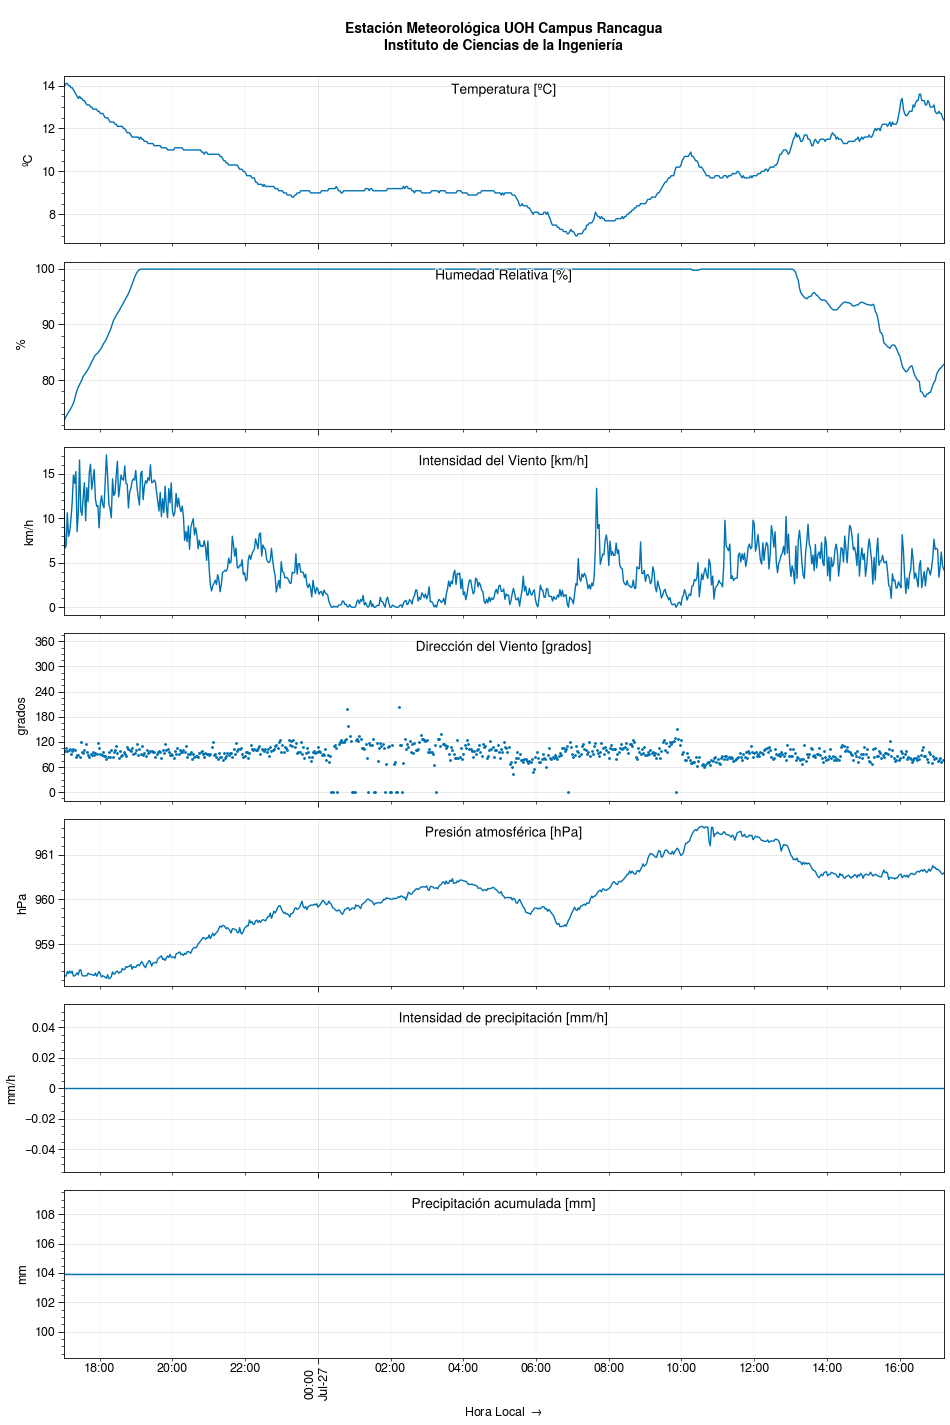 Estación Meteorológica UOH Campus Rancagua
Instituto de Ciencias de la Ingeniería
Temperatura [ºC]
14
12
10
8
ºC
Humedad Relativa [%]
100
90
80
%
Intensidad del Viento [km/h]
15
10
5
0
km/h
Dirección del Viento [grados]
360
300
240
180
120
60
0
grados
Presión atmosférica [hPa]
961
960
959
hPa
Intensidad de precipitación [mm/h]
0.04
0.02
0
−0.02
−0.04
mm/h
Precipitación acumulada [mm]
108
106
104
102
100
mm
18:00 20:00 22:00 00:00 02:00 04:00 06:00 08:00 10:00 12:00 14:00 16:00
Jul-27
Hora Local →